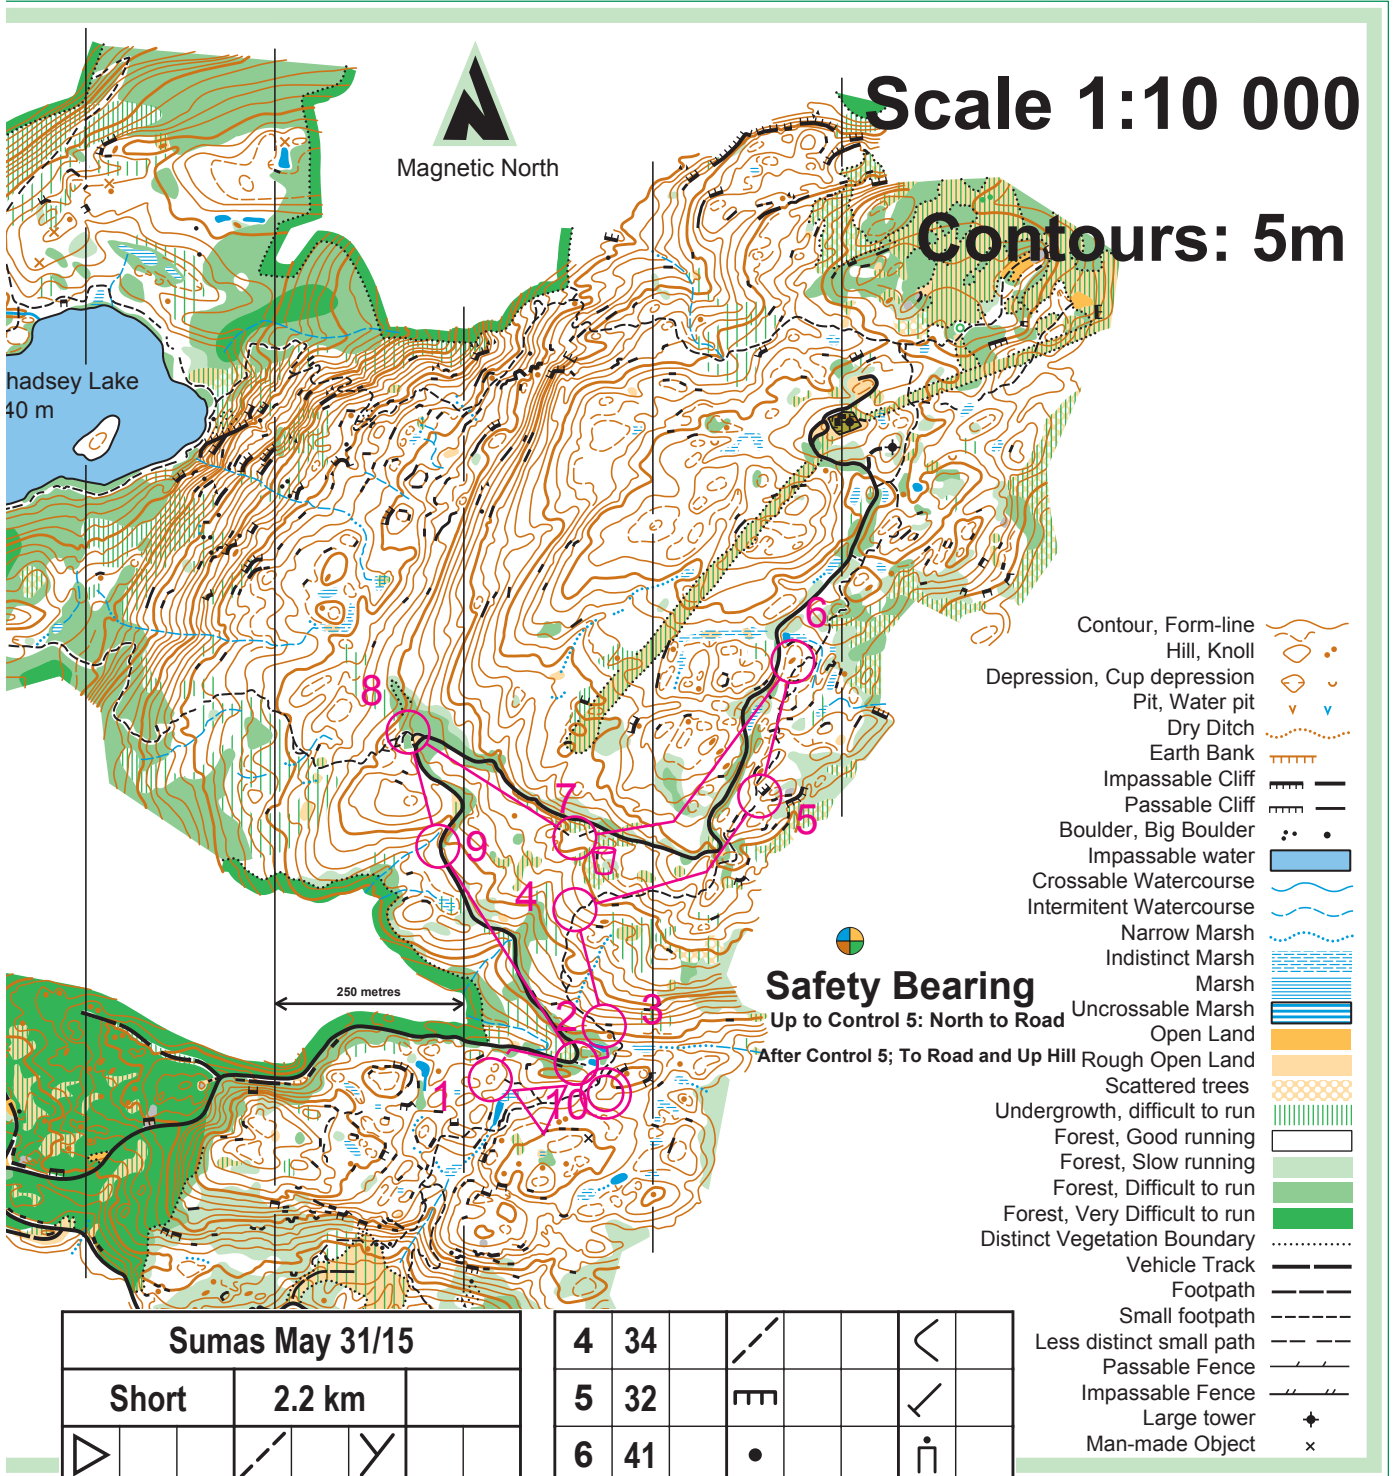 Scale 1:10 000
Magnetic North
Contours: 5m
hadsey Lake
40 m
6
8
7
5
9
4
3
2
1
10
250 metres
Safety Bearing
Up to Control 5: North to Road
After Control 5; To Road and Up Hill
Contour, Form-line
Hill, Knoll
Depression, Cup depression
Pit, Water pit
Dry Ditch
Earth Bank
Impassable Cliff
Passable Cliff
Boulder, Big Boulder
Impassable water
Crossable Watercourse
Intermitent Watercourse
Narrow Marsh
Indistinct Marsh
Marsh
Uncrossable Marsh
Open Land
Rough Open Land
Scattered trees
Undergrowth, difficult to run
Forest, Good running
Forest, Slow running
Forest, Difficult to run
Forest, Very Difficult to run
Distinct Vegetation Boundary
Vehicle Track
Footpath
Small footpath
Less distinct small path
Passable Fence
Impassable Fence
Large tower
Man-made Object
Sumas May 31/15
Short 2.2 km
4 34
5 32
6 41